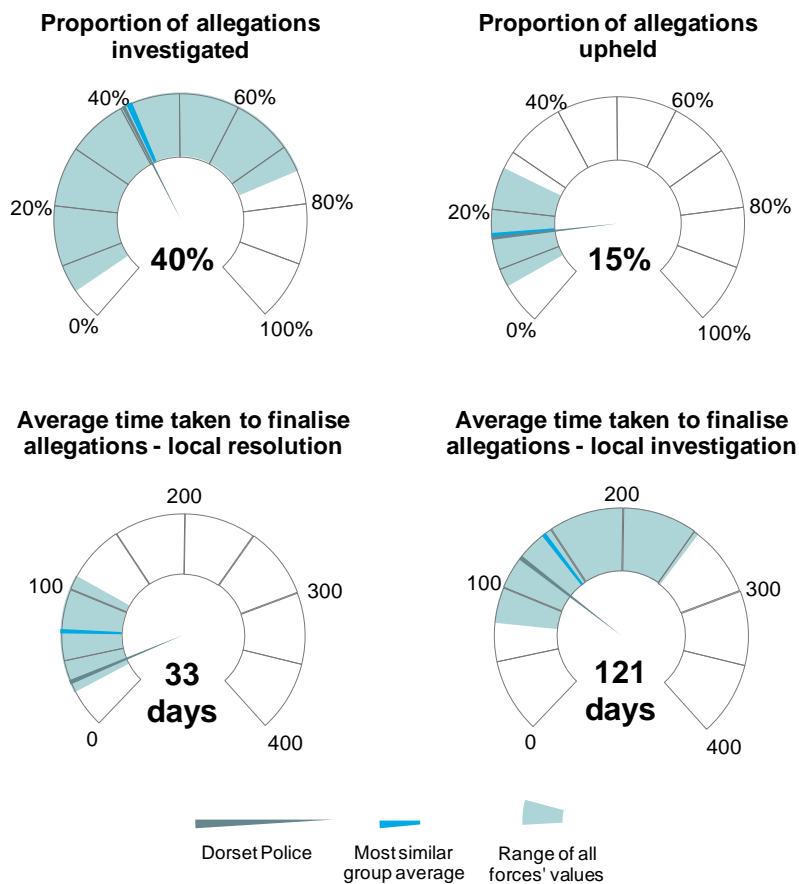 Proportion of allegations
investigated
40%
60%
20%
80%
40%
0%
100%
Proportion of allegations
upheld
40%
60%
20%
80%
15%
0%
100%
Average time taken to finalise
allegations - local resolution
200
100
300
33
days
0
400
Average time taken to finalise
allegations - local investigation
200
100
300
121
days
0
400
Dorset Police
Most similar
group average
Range of all
forces' values